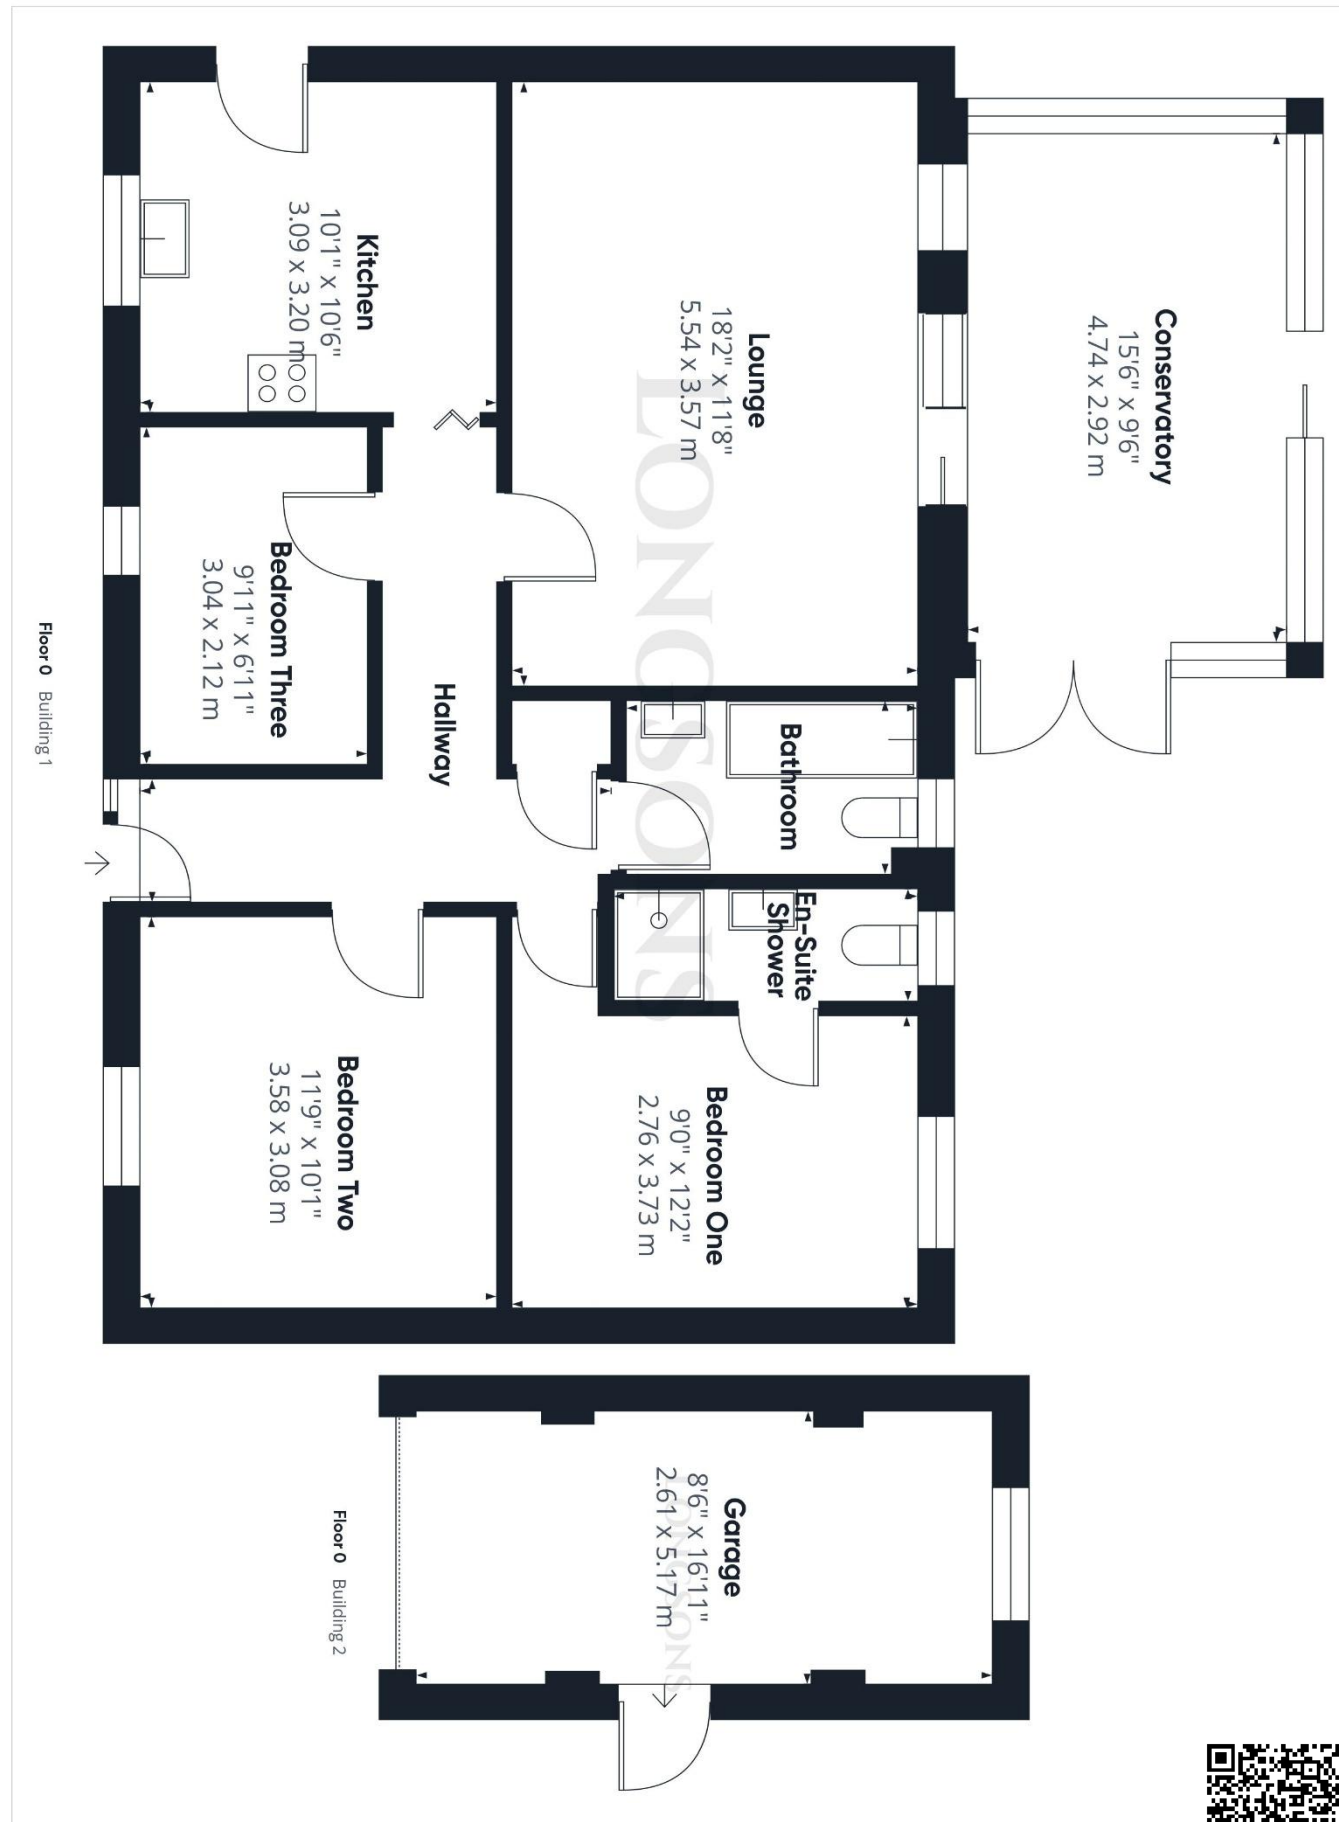 Conservatory
15'6" x 9'6"
4.74 x 2.92 m
Lounge
18'2" x 11'8"
5.54 x 3.57 m
Kitchen
10'1" x 10'6"
3.09 x 3.20 m
Bedroom Three
9'11" x 6'11"
3.04 x 2.12 m
Hallway
Bathroom
En-Suite
Shower
Bedroom One
9'0" x 12'2"
2.76 x 3.73 m
Bedroom Two
11'9" x 10'1"
3.58 x 3.08 m
LONGSONS
Floor 0 Building 1
Garage
8'6" x 16'11"
2.61 x 5.17 m
LONGSONS
Floor 0 Building 2